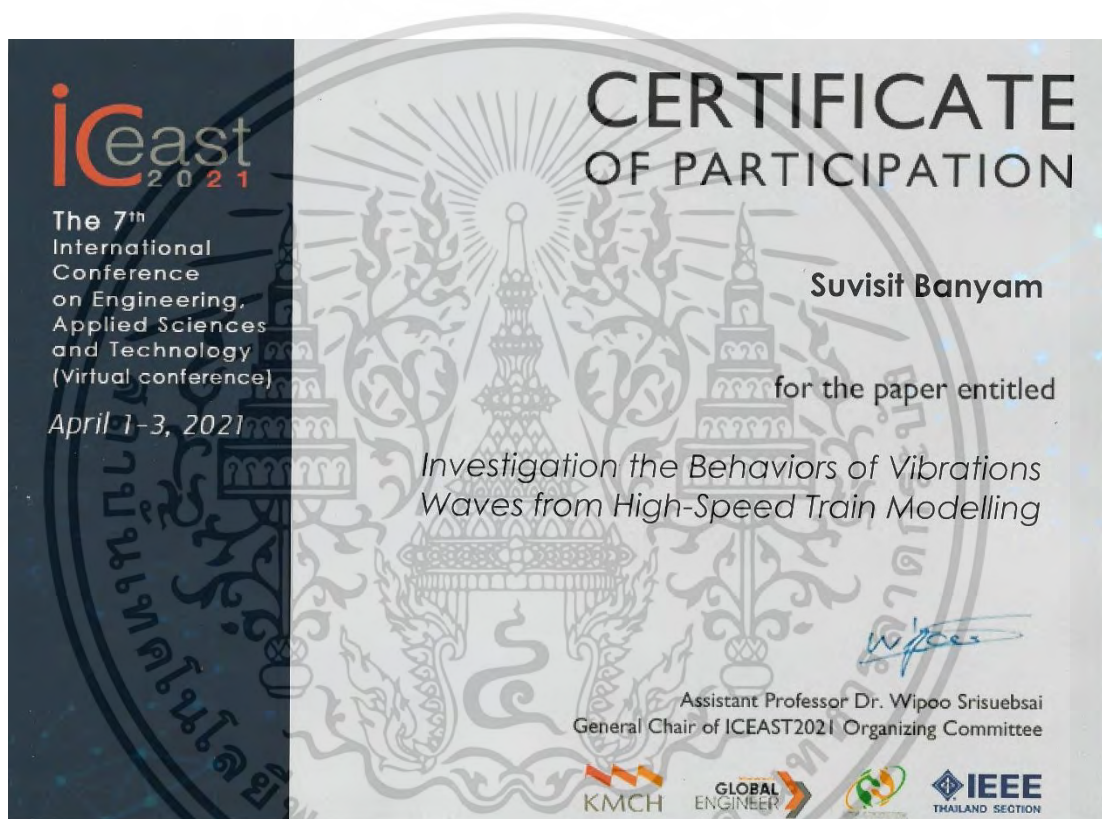 iCeast
2021
The 7th
International
Conference
on Engineering,
Applied Sciences
and Technology
(Virtual conference)
April 1-3, 2021
CERTIFICATE
OF PARTICIPATION
Suvisit Banyam
for the paper entitled
Investigation the Behaviors of Vibrations
Waves from High-Speed Train Modelling
Assistant Professor Dr. Wipoo Srisuebsai
General Chair of ICEAST2021 Organizing Committee
KMCH
GLOBAL
ENGINEER
IEEE
THAILAND SECTION